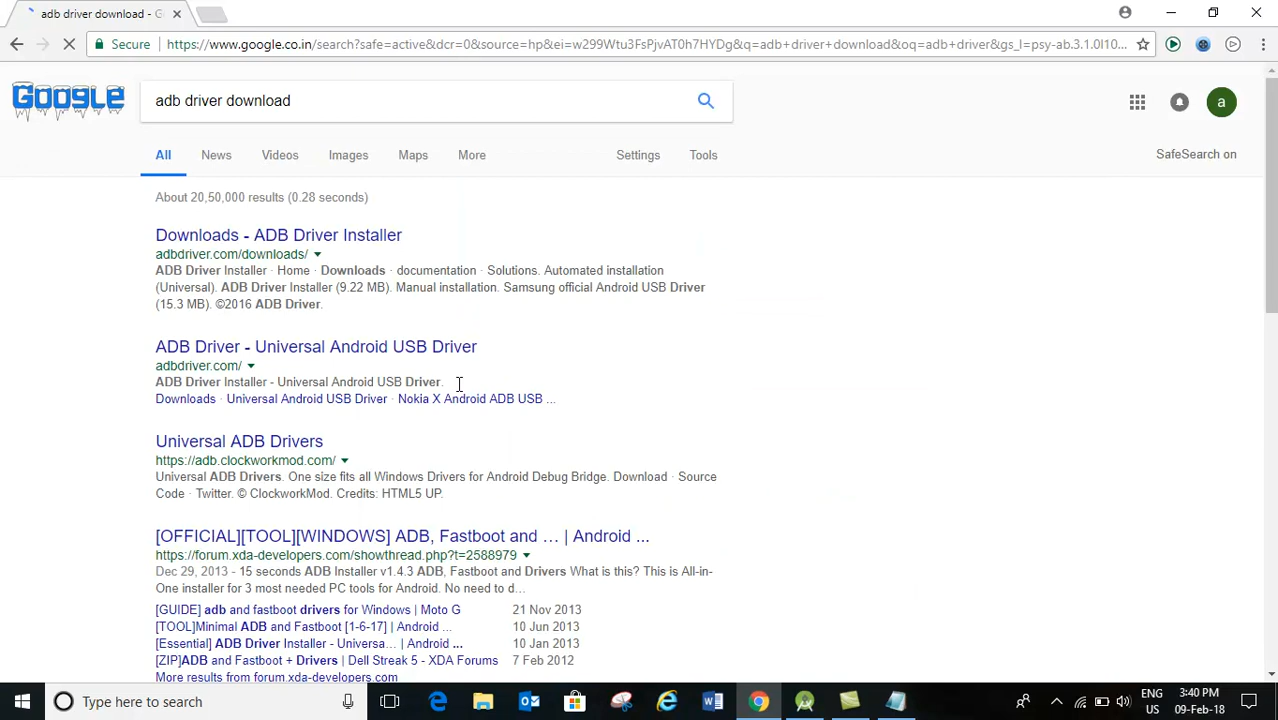 adb driver download - G
Secure
https://www.google.co.in/search?safe=active&dcr=0&source=hp&ei=w299Wtu3FsPjvAT0h7HYDg&q=adb+driver+download&oq=adb+driver&gs_l=psy-ab.3.1.0l10...
Google
adb driver download
a
All News Videos Images Maps More Settings Tools
SafeSearch on
About 20,50,000 results (0.28 seconds)
Downloads - ADB Driver Installer
adbdriver.com/downloads/
ADB Driver Installer · Home · Downloads · documentation · Solutions. Automated installation
(Universal). ADB Driver Installer (9.22 MB). Manual installation. Samsung official Android USB Driver
(15.3 MB). ©2016 ADB Driver.
ADB Driver - Universal Android USB Driver
adbdriver.com/
ADB Driver Installer - Universal Android USB Driver.
Downloads · Universal Android USB Driver · Nokia X Android ADB USB ...
Universal ADB Drivers
https://adb.clockworkmod.com/
Universal ADB Drivers. One size fits all Windows Drivers for Android Debug Bridge. Download · Source
Code · Twitter. © ClockworkMod. Credits: HTML5 UP.
[OFFICIAL][TOOL][WINDOWS] ADB, Fastboot and … | Android ...
https://forum.xda-developers.com/showthread.php?t=2588979
Dec 29, 2013 - 15 seconds ADB Installer v1.4.3 ADB, Fastboot and Drivers What is this? This is All-in-
One installer for 3 most needed PC tools for Android. No need to d...
[GUIDE] adb and fastboot drivers for Windows | Moto G 21 Nov 2013
[TOOL]Minimal ADB and Fastboot [1-6-17] | Android ... 10 Jun 2013
[Essential] ADB Driver Installer - Universa... | Android ... 10 Jan 2013
[ZIP]ADB and Fastboot + Drivers | Dell Streak 5 - XDA Forums 7 Feb 2012
More results from forum.xda-developers.com
Type here to search
ENG
US
3:40 PM
09-Feb-18